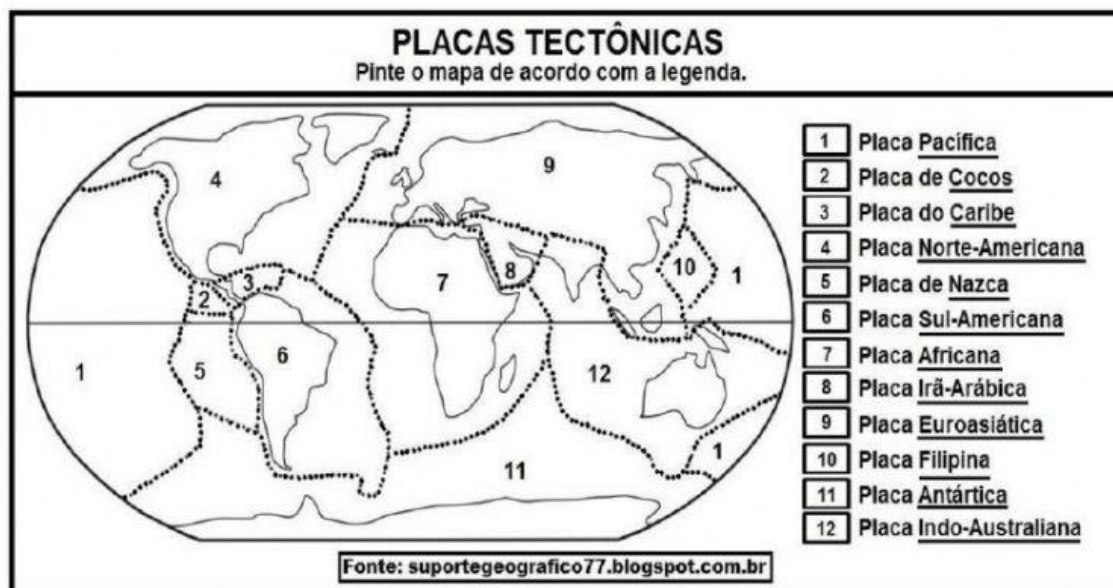 PLACAS TECTÔNICAS
Pinte o mapa de acordo com a legenda.
4
9
3
2
7
8
10
1
1
5
6
12
11
1
1 Placa Pacífica
2 Placa de Cocos
3 Placa do Caribe
4 Placa Norte-Americana
5 Placa de Nazca
6 Placa Sul-Americana
7 Placa Africana
8 Placa Irã-Arábica
9 Placa Euroasiática
10 Placa Filipina
11 Placa Antártica
12 Placa Indo-Australiana
Fonte: suportegeografico77.blogspot.com.br